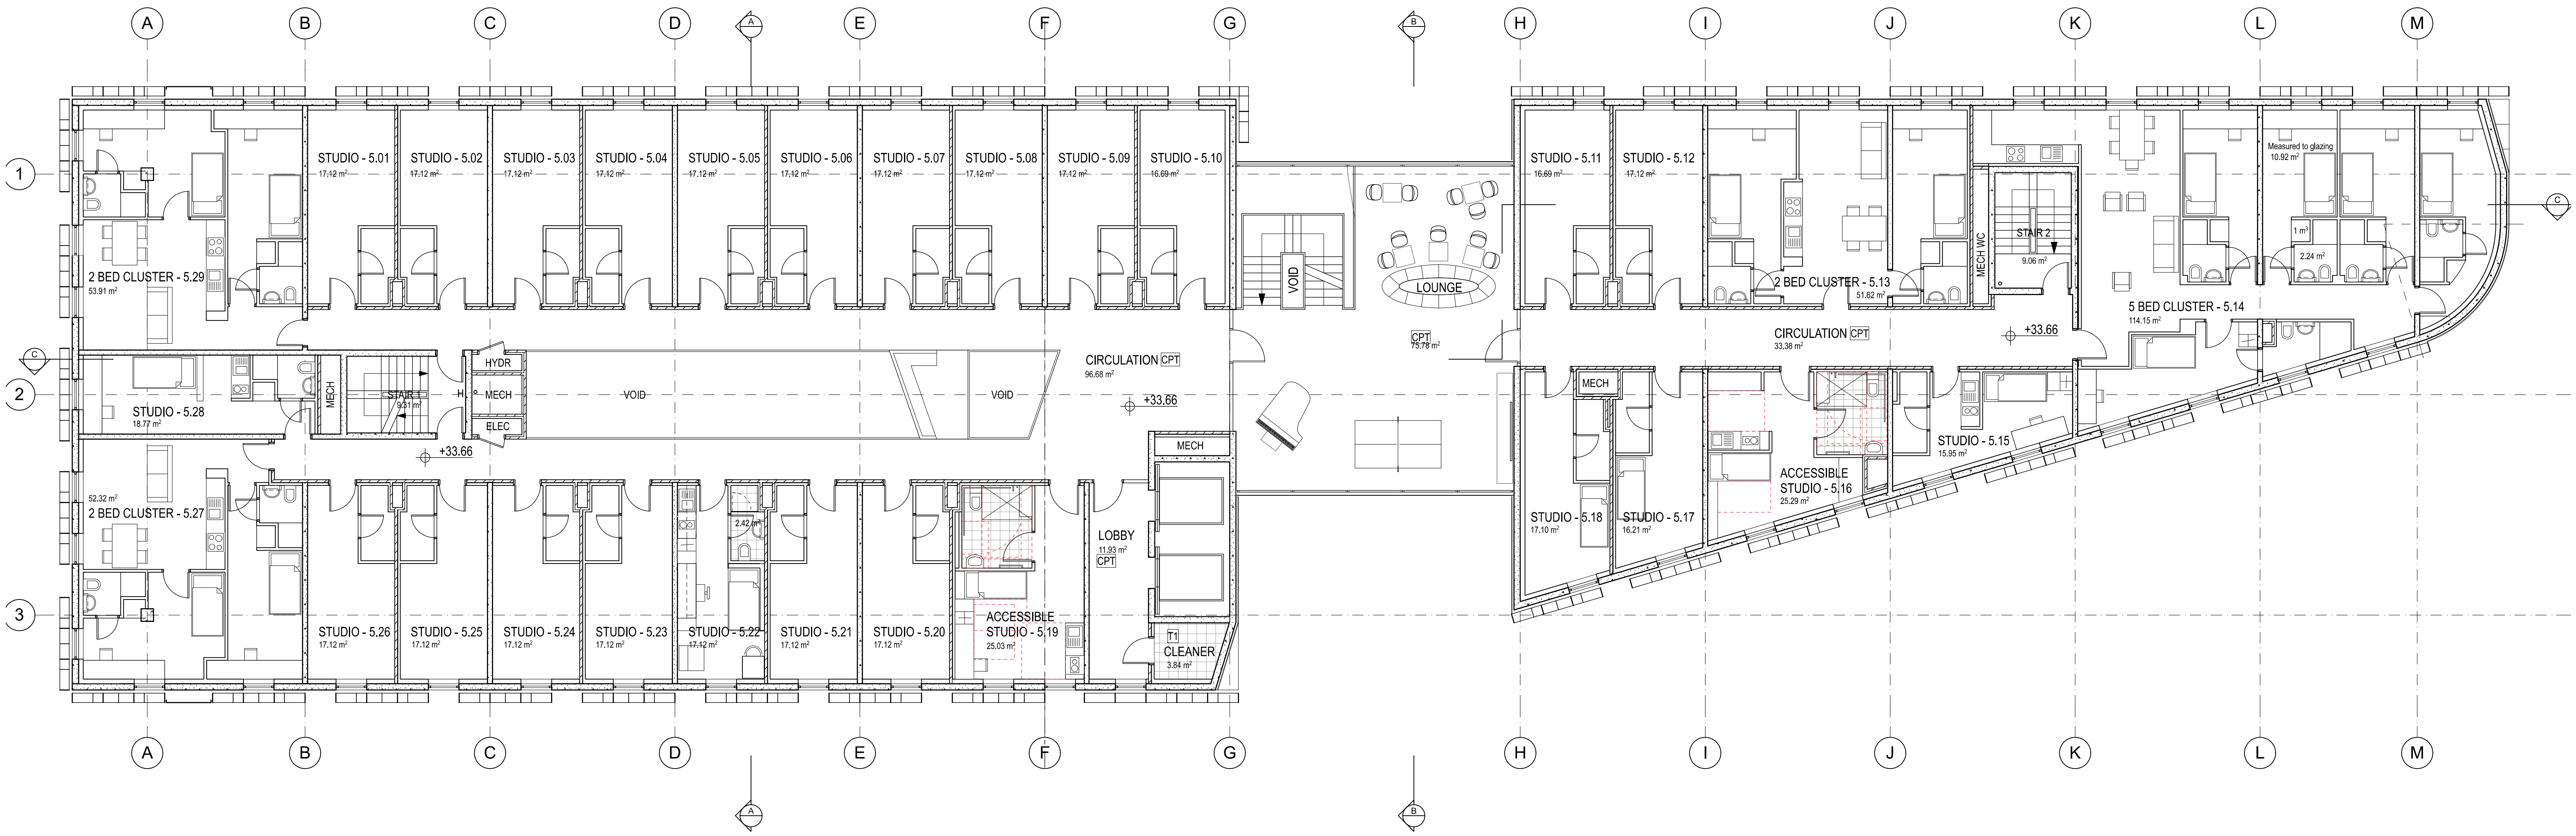 A B C D E F G H I J K L M
A
B
1
STUDIO - 5.01
17.12 m²
STUDIO - 5.02
17.12 m²
STUDIO - 5.03
17.12 m²
STUDIO - 5.04
17.12 m²
STUDIO - 5.05
17.12 m²
STUDIO - 5.06
17.12 m²
STUDIO - 5.07
17.12 m²
STUDIO - 5.08
17.12 m²
STUDIO - 5.09
17.12 m²
STUDIO - 5.10
16.69 m²
STUDIO - 5.11
16.69 m²
STUDIO - 5.12
17.12 m²
Measured to glazing
10.92 m²
C
1 m³
2.24 m²
STAIR 2
9.06 m²
MECH WC
2 BED CLUSTER - 5.29
53.91 m²
VOID
LOUNGE
2 BED CLUSTER - 5.13
51.62 m²
5 BED CLUSTER - 5.14
114.15 m²
CPT
75.78 m²
CIRCULATION CPT
33.38 m²
+33.66
C
HYDR
CIRCULATION CPT
96.68 m²
2
MECH
STAIR 1
9.31 m²
H.
MECH
VOID
VOID
+33.66
MECH
STUDIO - 5.28
18.77 m²
ELEC
+33.66
MECH
STUDIO - 5.15
15.95 m²
ACCESSIBLE
STUDIO - 5.16
25.29 m²
52.32 m²
2 BED CLUSTER - 5.27
2.42 m²
LOBBY
11.93 m²
CPT
STUDIO - 5.18
17.10 m²
STUDIO - 5.17
16.21 m²
3
STUDIO - 5.26
17.12 m²
STUDIO - 5.25
17.12 m²
STUDIO - 5.24
17.12 m²
STUDIO - 5.23
17.12 m²
STUDIO - 5.22
17.12 m²
STUDIO - 5.21
17.12 m²
STUDIO - 5.20
17.12 m²
ACCESSIBLE
STUDIO - 5.19
25.03 m²
T1
CLEANER
3.84 m²
A B C D E F G H I J K L M
A
B